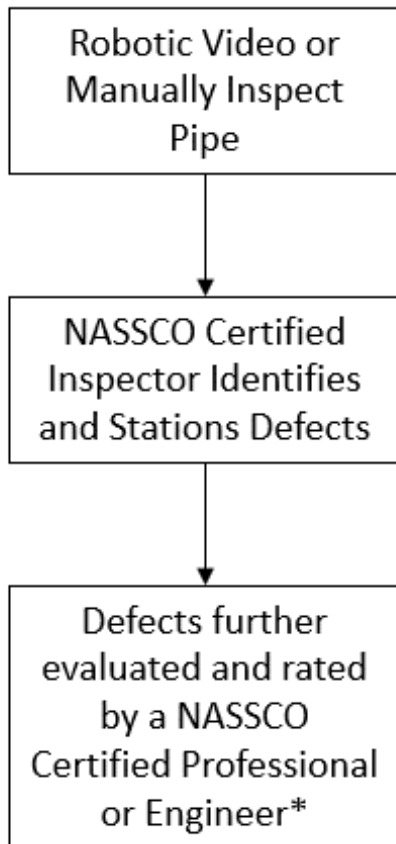 Robotic Video or
Manually Inspect
Pipe
NASSCO Certified
Inspector Identifies
and Stations Defects
Defects further
evaluated and rated
by a NASSCO
Certified Professional
or Engineer*